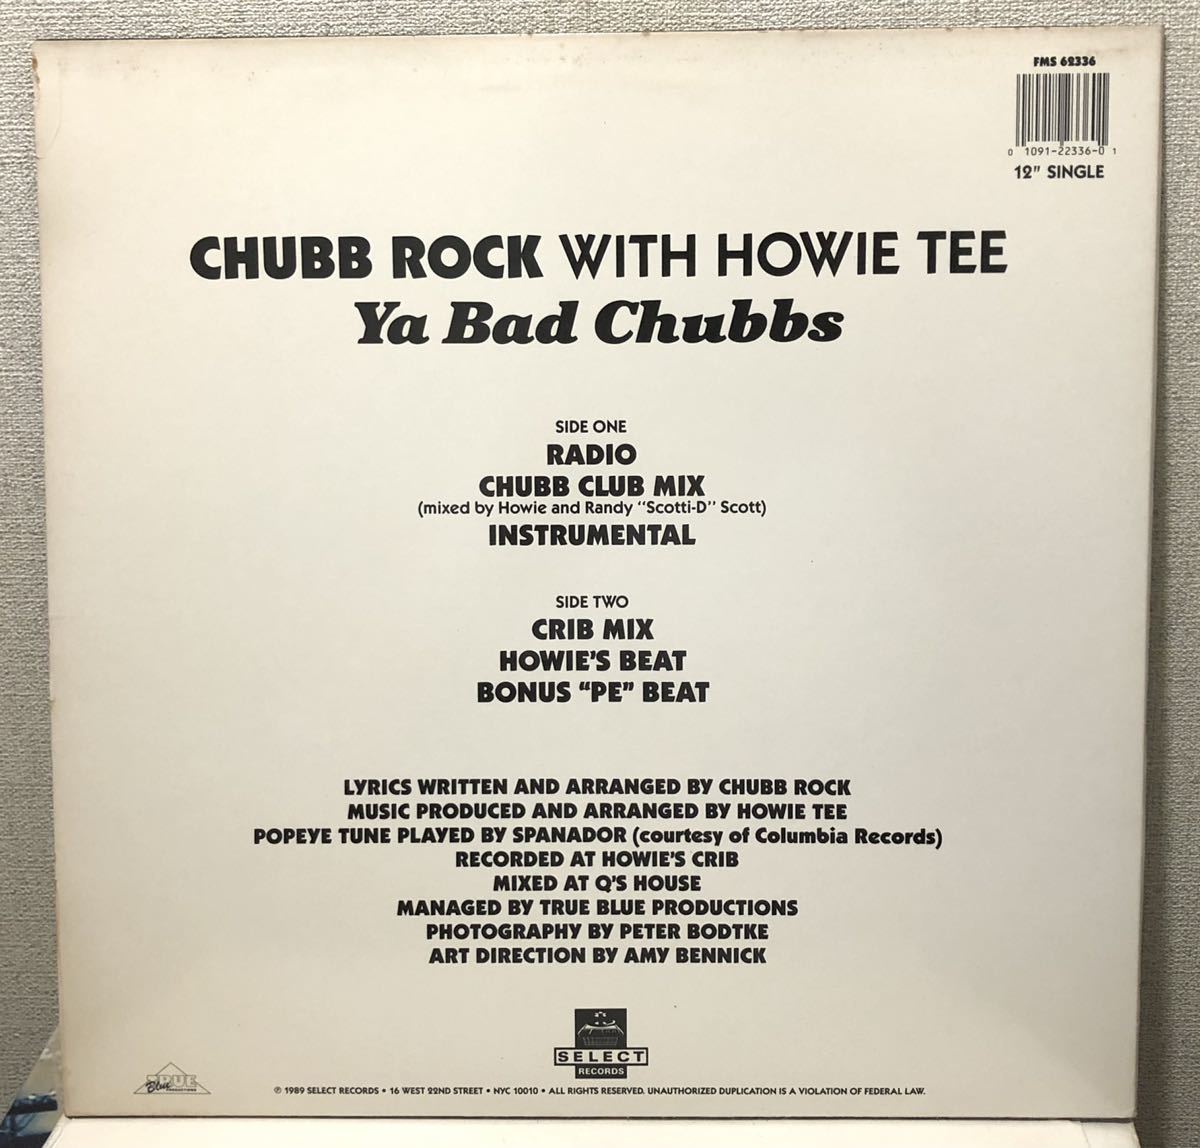 FMS 62336
0 1091-22336-0 1
12" SINGLE
CHUBB ROCK WITH HOWIE TEE
Ya Bad Chubbs
SIDE ONE
RADIO
CHUBB CLUB MIX
(mixed by Howie and Randy "Scotti-D" Scott)
INSTRUMENTAL
SIDE TWO
CRIB MIX
HOWIE'S BEAT
BONUS "PE" BEAT
LYRICS WRITTEN AND ARRANGED BY CHUBB ROCK
MUSIC PRODUCED AND ARRANGED BY HOWIE TEE
POPEYE TUNE PLAYED BY SPANADOR (courtesy of Columbia Records)
RECORDED AT HOWIE'S CRIB
MIXED AT Q'S HOUSE
MANAGED BY TRUE BLUE PRODUCTIONS
PHOTOGRAPHY BY PETER BODTKE
ART DIRECTION BY AMY BENNICK
SELECT
RECORDS
TRUE
Blue PRODUCTIONS
℗ 1989 SELECT RECORDS • 16 WEST 22ND STREET • NYC 10010 • ALL RIGHTS RESERVED. UNAUTHORIZED DUPLICATION IS A VIOLATION OF FEDERAL LAW.